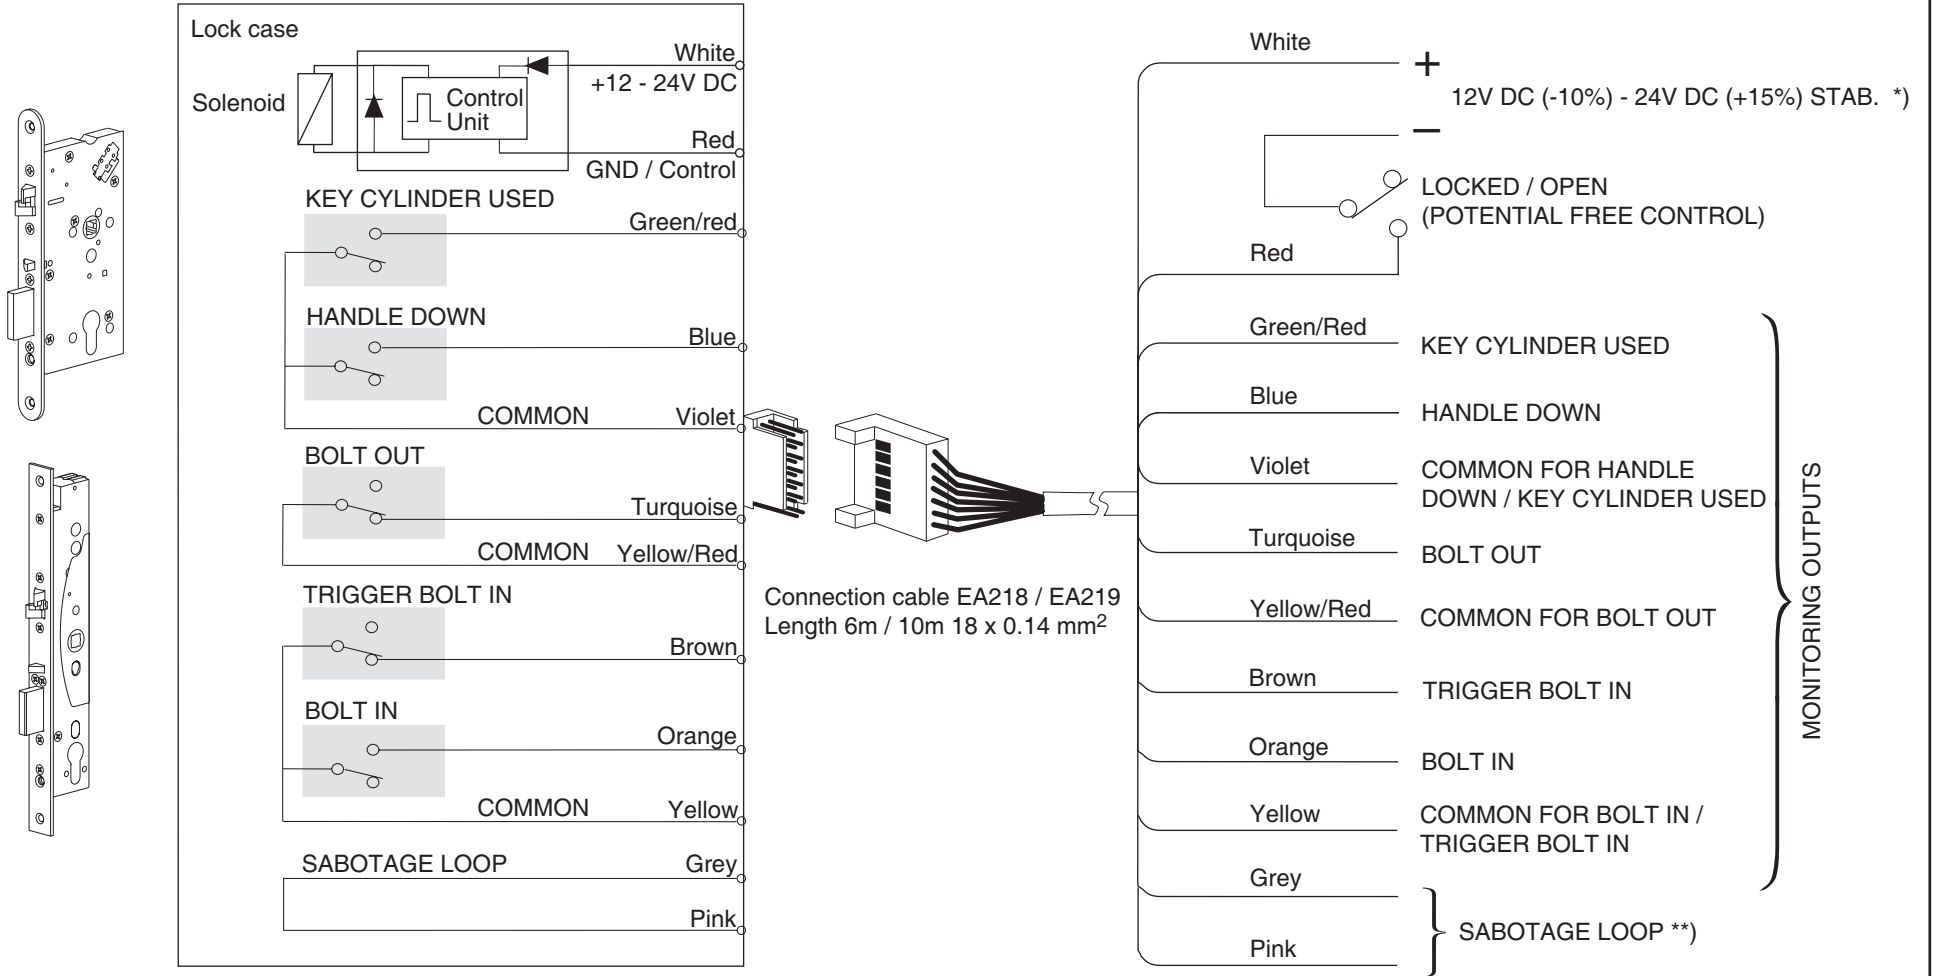 Lock case
White
+12 - 24V DC
Solenoid
Control
Unit
Red
GND / Control
KEY CYLINDER USED
Green/red
HANDLE DOWN
Blue
COMMON Violet
BOLT OUT
Turquoise
COMMON Yellow/Red
TRIGGER BOLT IN
Brown
BOLT IN
Orange
COMMON Yellow
SABOTAGE LOOP Grey
Pink
Connection cable EA218 / EA219
Length 6m / 10m 18 x 0.14 mm²
White
+
12V DC (-10%) - 24V DC (+15%) STAB. *)
−
LOCKED / OPEN
(POTENTIAL FREE CONTROL)
Red
Green/Red
KEY CYLINDER USED
Blue
HANDLE DOWN
Violet
COMMON FOR HANDLE
DOWN / KEY CYLINDER USED
Turquoise
BOLT OUT
Yellow/Red
COMMON FOR BOLT OUT
Brown
TRIGGER BOLT IN
Orange
BOLT IN
Yellow
COMMON FOR BOLT IN /
TRIGGER BOLT IN
Grey
SABOTAGE LOOP **)
Pink
MONITORING OUTPUTS